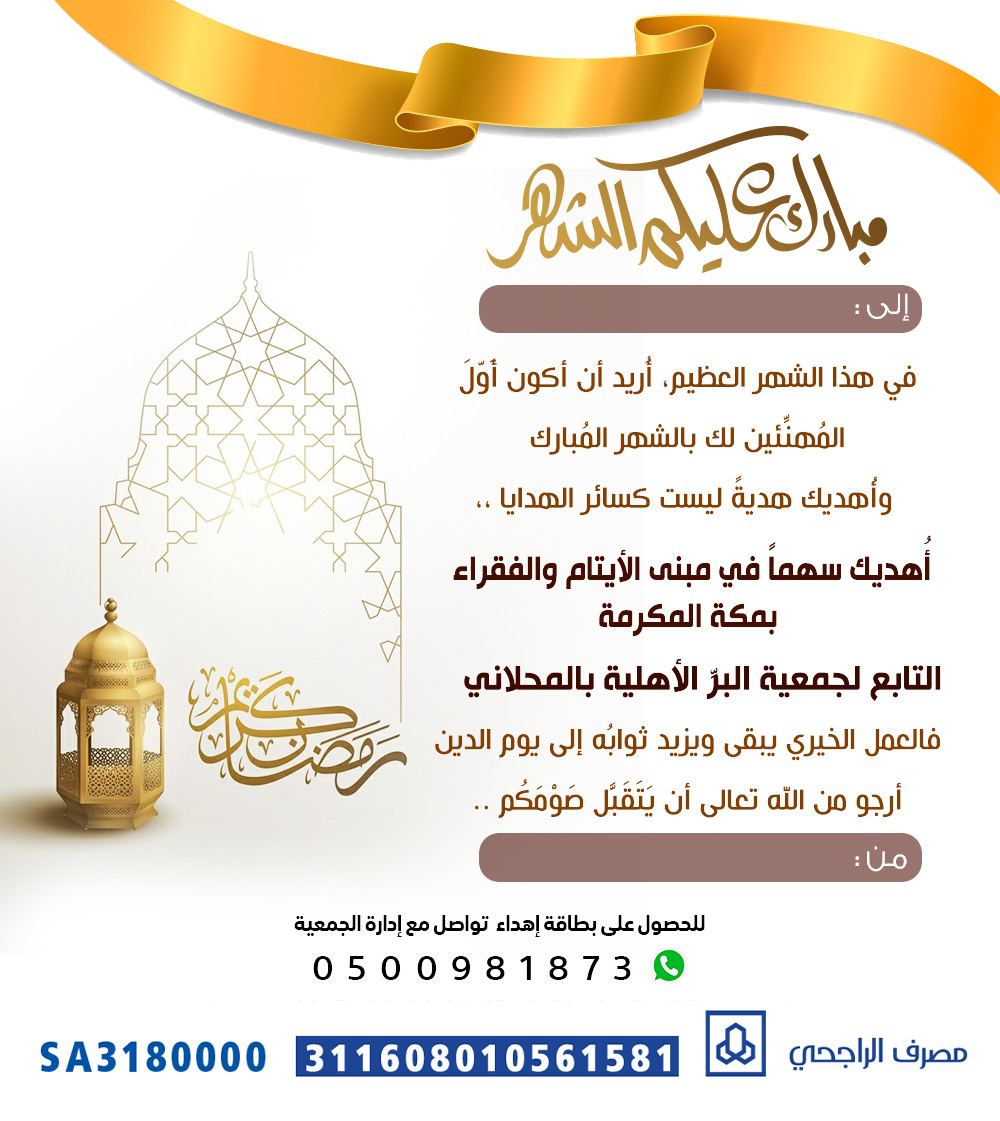 مبارك عليكم الشهر
إلى :
في هذا الشهر العظيم، أُريد أن أكون أَوّلَ
المُهنِّئين لك بالشهر المُبارك
وأُهديك هديةً ليست كسائر الهدايا ،،
أُهديك سهماً في مبنى الأيتام والفقراء
بمكة المكرمة
التابع لجمعية البرِّ الأهلية بالمحلاني
فالعمل الخيري يبقى ويزيد ثوابُه إلى يوم الدين
أرجو من الله تعالى أن يَتَقَبَّل صَوْمَكُم ..
من :
رمضان كريم
للحصول على بطاقة إهداء تواصل مع إدارة الجمعية
0500981873
مصرف الراجحي
SA3180000 311608010561581